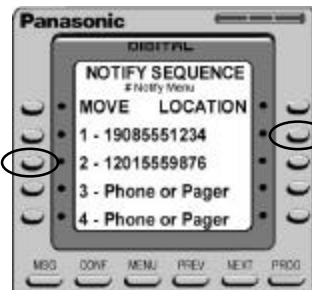 Panasonic
DIGITAL
NOTIFY SEQUENCE
# Notify Menu
MOVE LOCATION
1 - 19085551234
2 - 12015559876
3 - Phone or Pager
4 - Phone or Pager
MSG CONF MENU PREV NEXT PROG